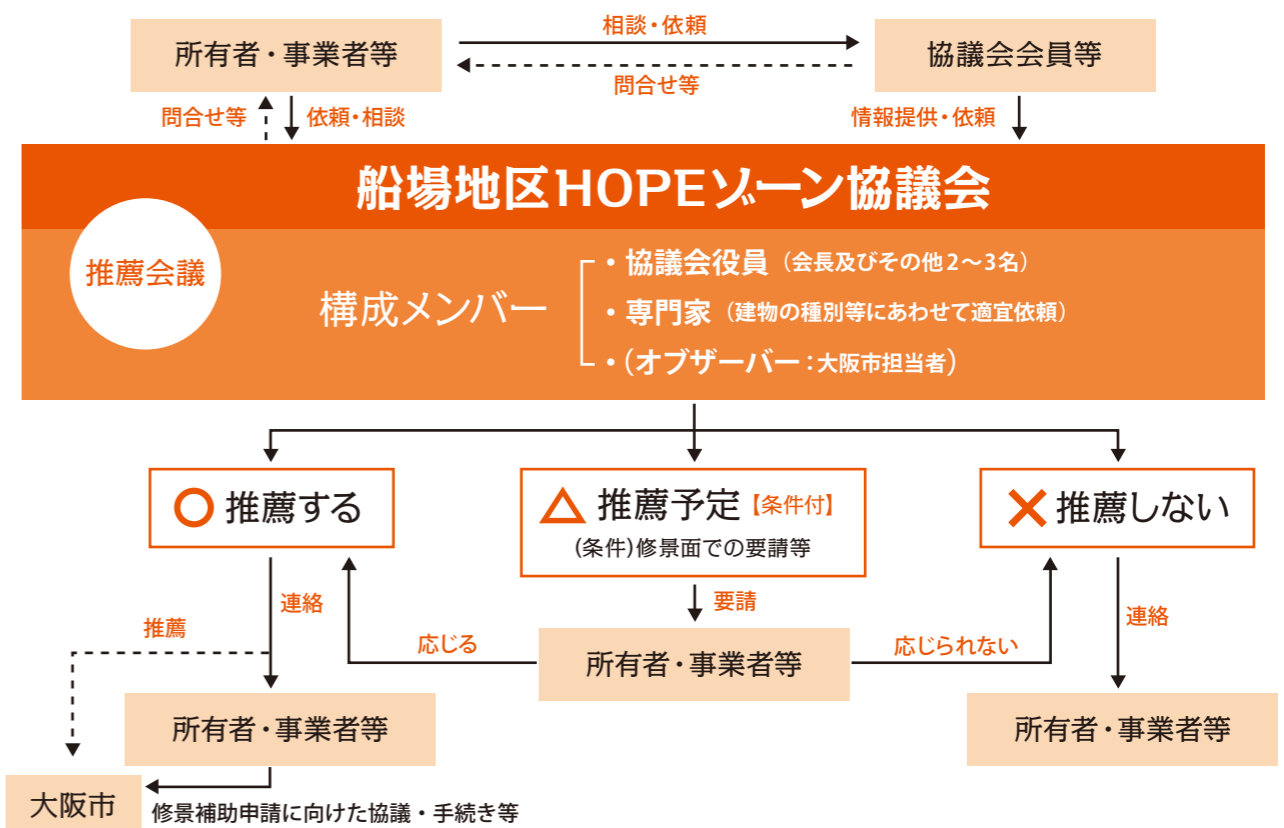 相談・依頼
所有者・事業者等
協議会会員等
問合せ等
問合せ等
依頼・相談
情報提供・依頼
船場地区HOPEゾーン協議会
推薦会議
構成メンバー
・協議会役員（会長及びその他2〜3名）
・専門家（建物の種別等にあわせて適宜依頼）
・（オブザーバー：大阪市担当者）
○ 推薦する
△ 推薦予定【条件付】
(条件)修景面での要請等
× 推薦しない
連絡
要請
連絡
推薦
応じる
所有者・事業者等
応じられない
所有者・事業者等
所有者・事業者等
大阪市
修景補助申請に向けた協議・手続き等